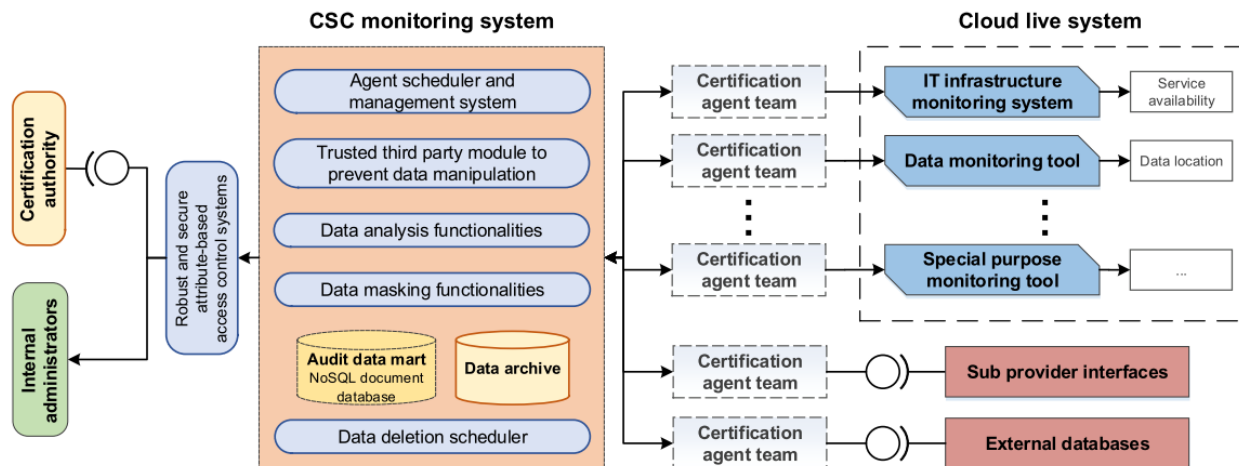 CSC monitoring system
Cloud live system
Certification
authority
Internal
administrators
Robust and secure
attribute-based
access control systems
Agent scheduler and
management system
Trusted third party module to
prevent data manipulation
Data analysis functionalities
Data masking functionalities
Audit data mart
NoSQL document
database
Data archive
Data deletion scheduler
Certification
agent team
IT infrastructure
monitoring system
Service
availability
Certification
agent team
Data monitoring tool
Data location
Certification
agent team
Special purpose
monitoring tool
...
Certification
agent team
Sub provider interfaces
Certification
agent team
External databases